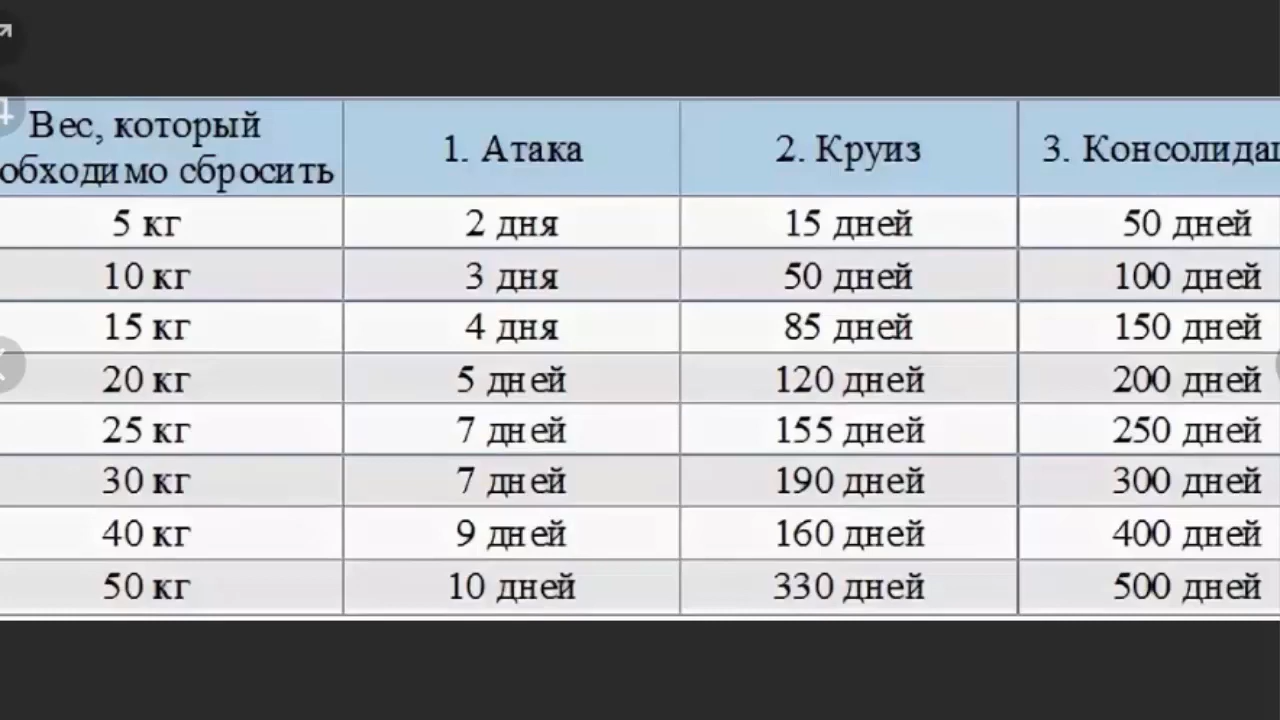 Вес, который
обходимо сбросить
1. Атака
2. Круиз
3. Консолидац
5 кг 2 дня 15 дней 50 дней
10 кг 3 дня 50 дней 100 дней
15 кг 4 дня 85 дней 150 дней
20 кг 5 дней 120 дней 200 дней
25 кг 7 дней 155 дней 250 дней
30 кг 7 дней 190 дней 300 дней
40 кг 9 дней 160 дней 400 дней
50 кг 10 дней 330 дней 500 дней